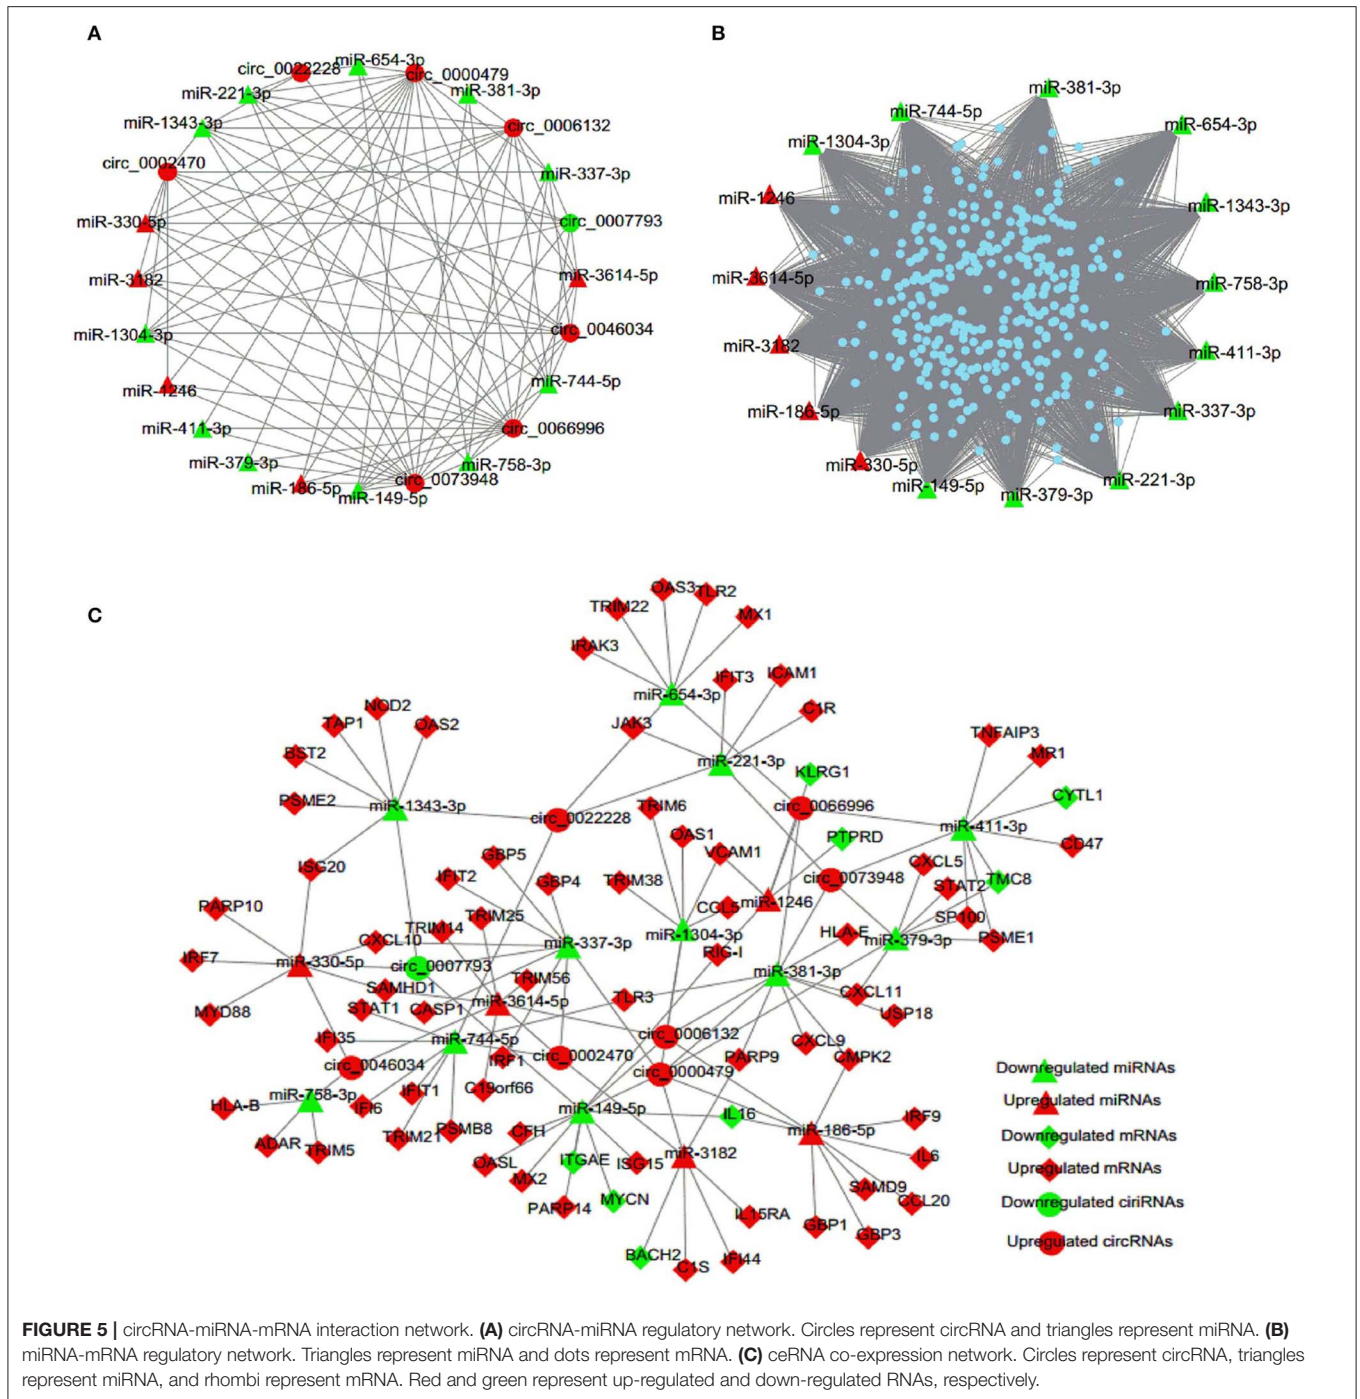 A
B
circ_0022228
miR-654-3p
circ_0000479
miR-221-3p
miR-381-3p
miR-1343-3p
circ_0006132
circ_0002470
miR-337-3p
miR-330-5p
circ_0007793
miR-3182
miR-3614-5p
miR-1304-3p
circ_0046034
miR-1246
miR-744-5p
miR-411-3p
circ_0066996
miR-379-3p
miR-758-3p
miR-186-5p
circ_0073948
miR-149-5p
miR-381-3p
miR-744-5p
miR-654-3p
miR-1304-3p
miR-1246
miR-1343-3p
miR-3614-5p
miR-758-3p
miR-3182
miR-411-3p
miR-186-5p
miR-337-3p
miR-330-5p
miR-149-5p
miR-379-3p
miR-221-3p
C
OAS3
TLR2
TRIM22
MX1
IRAK3
IFIT3
ICAM1
miR-654-3p
NOD2
TAP1
OAS2
JAK3
C1R
TNFAIP3
BST2
MR1
miR-221-3p
KLRG1
PSME2
miR-1343-3p
CYTL1
circ_0022228
TRIM6
circ_0066996
miR-411-3p
OAS1
PTPRD
CD47
GBP5
VCAM1
ISG20
CXCL5
IFIT2
GBP4
TRIM38
circ_0073948
STAT2
TMC8
PARP10
TRIM25
CCL5
miR-1246
SP100
TRIM14
miR-1304-3p
HLA-E
miR-379-3p
PSME1
CXCL10
miR-337-3p
RIG-I
IRF7
miR-330-5p
circ_0007793
miR-381-3p
SAMHD1
TRIM56
CXCL11
MYD88
STAT1
CASP1
miR-3614-5p
TLR3
USP18
IFI35
miR-744-5p
circ_0006132
CXCL9
circ_0046034
IRF1
circ_0002470
circ_0000479
PARP9
CMPK2
HLA-B
miR-758-3p
IFI6
IFIT1
C19orf66
miR-149-5p
IL16
ADAR
TRIM5
TRIM21
PSMB8
CFH
miR-186-5p
IRF9
OASL
ITGAE
ISG15
miR-3182
IL6
MX2
SAMD9
PARP14
MYCN
CCL20
IL15RA
GBP1
GBP3
BACH2
C1S
IFI44
Downregulated miRNAs
Upregulated miRNAs
Downregulated mRNAs
Upregulated mRNAs
Downregulated ciriRNAs
Upregulated circRNAs
FIGURE 5 | circRNA-miRNA-mRNA interaction network. (A) circRNA-miRNA regulatory network. Circles represent circRNA and triangles represent miRNA. (B)
miRNA-mRNA regulatory network. Triangles represent miRNA and dots represent mRNA. (C) ceRNA co-expression network. Circles represent circRNA, triangles
represent miRNA, and rhombi represent mRNA. Red and green represent up-regulated and down-regulated RNAs, respectively.